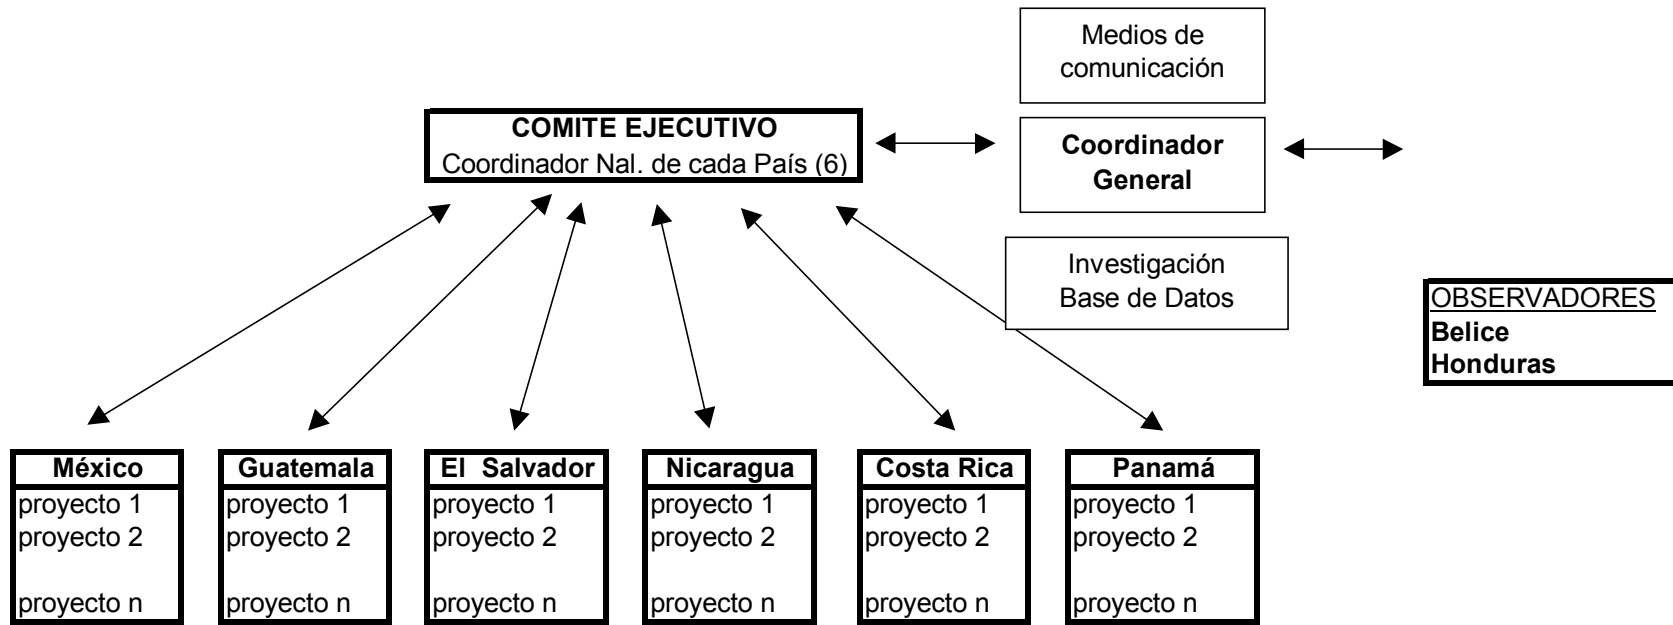 Medios de
comunicación
COMITE EJECUTIVO
Coordinador Nal. de cada País (6)
Coordinador
General
Investigación
Base de Datos
OBSERVADORES
Belice
Honduras
México
proyecto 1
proyecto 2
proyecto n
Guatemala
proyecto 1
proyecto 2
proyecto n
El Salvador
proyecto 1
proyecto 2
proyecto n
Nicaragua
proyecto 1
proyecto 2
proyecto n
Costa Rica
proyecto 1
proyecto 2
proyecto n
Panamá
proyecto 1
proyecto 2
proyecto n